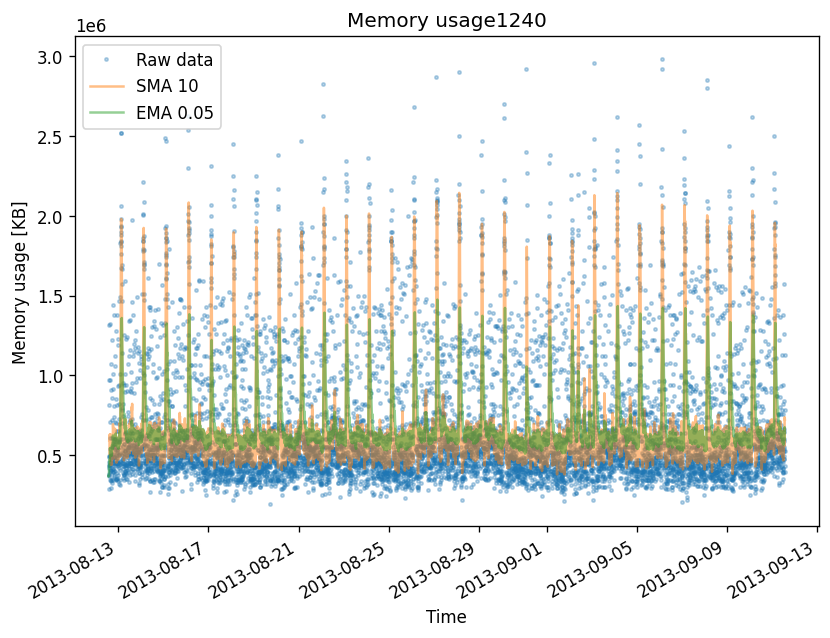 Memory usage1240
1e6
Raw data
SMA 10
EMA 0.05
3.0
2.5
2.0
1.5
1.0
0.5
Memory usage [KB]
2013-08-13
2013-08-17
2013-08-21
2013-08-25
2013-08-29
2013-09-01
2013-09-05
2013-09-09
2013-09-13
Time